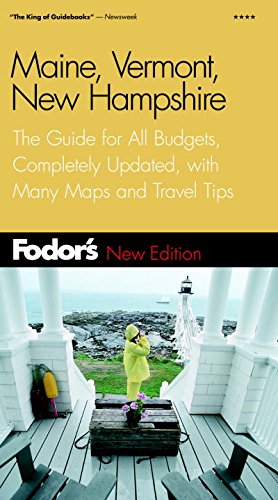 "The King of Guidebooks" — Newsweek
★★★★
Maine, Vermont,
New Hampshire
The Guide for All Budgets,
Completely Updated, with
Many Maps and Travel Tips
Fodor's New Edition